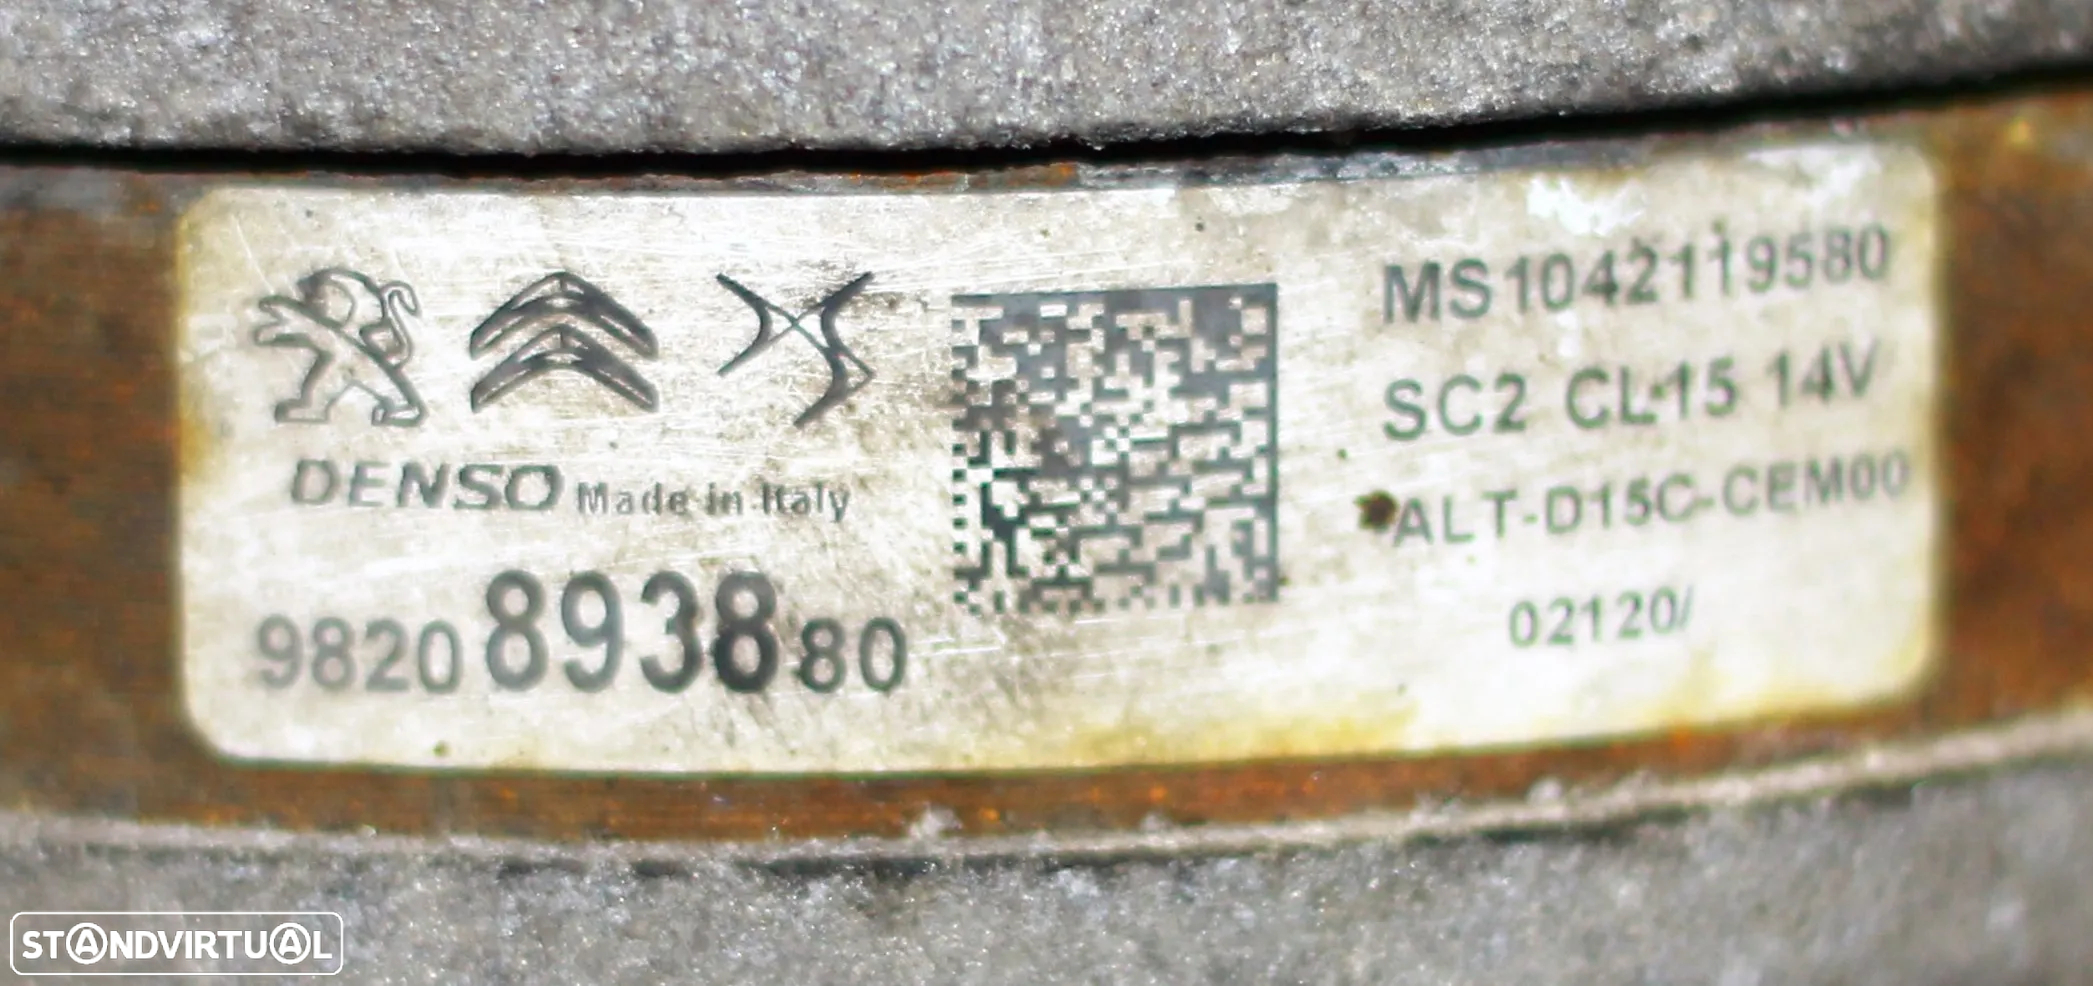 DENSO Made in Italy
9820893880
MS1042119580
SC2 CL15 14V
ALT-D15C-CEM00
02120/
STANDVIRTUAL